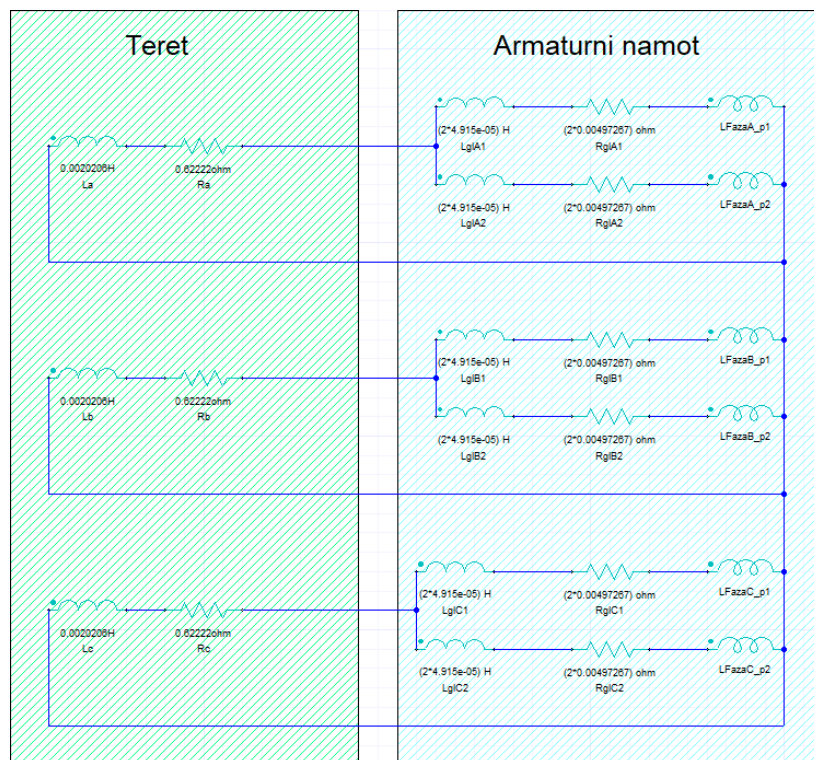 Teret
Armaturni namot
(2*4.915e-05) H
LglA1
(2*0.00497267) ohm
RglA1
LFazaA_p1
0.0020206H
La
0.62222ohm
Ra
(2*4.915e-05) H
LglA2
(2*0.00497267) ohm
RglA2
LFazaA_p2
(2*4.915e-05) H
LglB1
(2*0.00497267) ohm
RglB1
LFazaB_p1
0.0020206H
Lb
0.62222ohm
Rb
(2*4.915e-05) H
LglB2
(2*0.00497267) ohm
RglB2
LFazaB_p2
(2*4.915e-05) H
LglC1
(2*0.00497267) ohm
RglC1
LFazaC_p1
0.0020206H
Lc
0.62222ohm
Rc
(2*4.915e-05) H
LglC2
(2*0.00497267) ohm
RglC2
LFazaC_p2